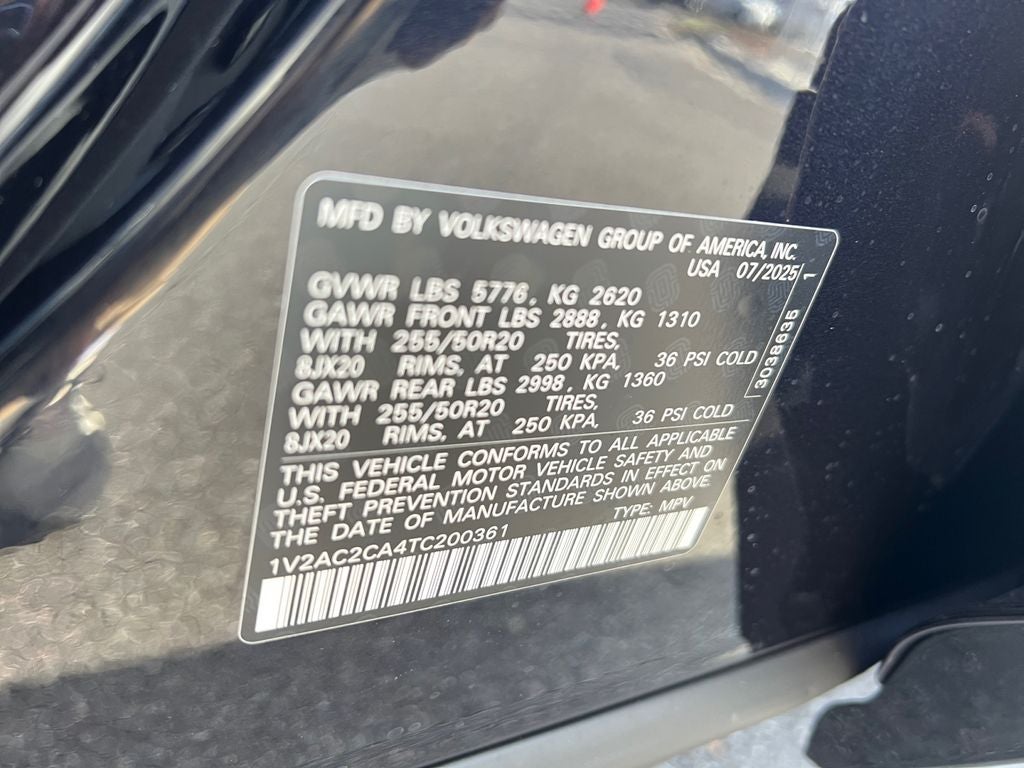 MFD BY VOLKSWAGEN GROUP OF AMERICA, INC.
USA 07/2025
1
3038635
GVWR LBS 5776, KG 2620
GAWR FRONT LBS 2888, KG 1310
WITH 255/50R20 TIRES,
8JX20 RIMS, AT 250 KPA, 36 PSI COLD
GAWR REAR LBS 2998, KG 1360
WITH 255/50R20 TIRES,
8JX20 RIMS, AT 250 KPA, 36 PSI COLD
THIS VEHICLE CONFORMS TO ALL APPLICABLE
U.S. FEDERAL MOTOR VEHICLE SAFETY AND
THEFT PREVENTION STANDARDS IN EFFECT ON
THE DATE OF MANUFACTURE SHOWN ABOVE.
1V2AC2CA4TC200361 TYPE: MPV